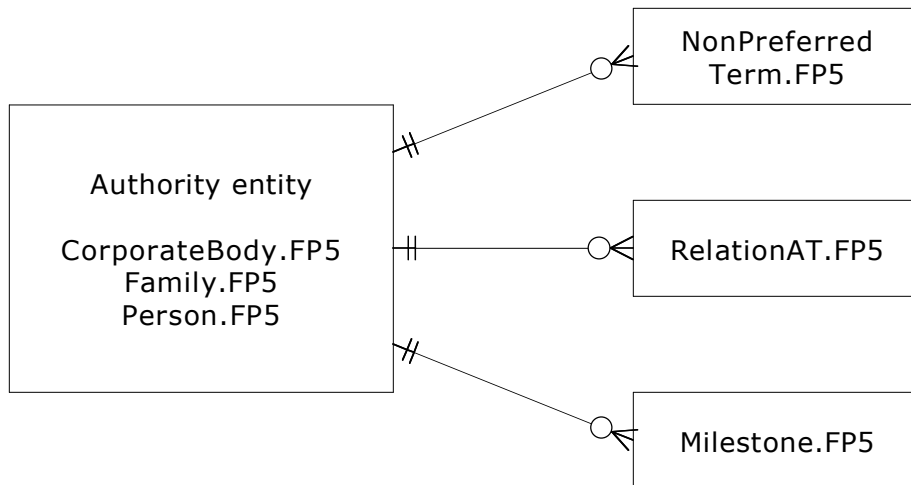 NonPreferred
Term.FP5
Authority entity
CorporateBody.FP5
Family.FP5
Person.FP5
RelationAT.FP5
Milestone.FP5